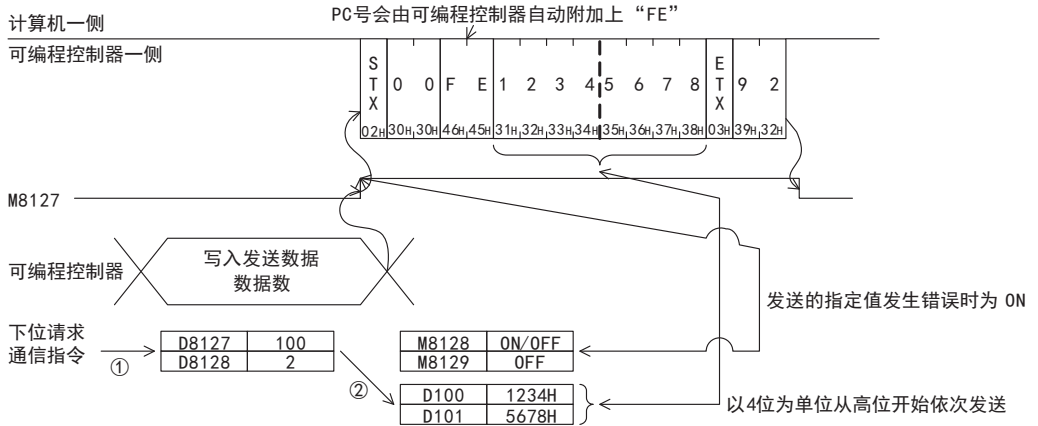 计算机一侧
PC号会由可编程控制器自动附加上“FE”
可编程控制器一侧
STX 0 0 F E 1 2 3 4 5 6 7 8 ETX 9 2
02H 30H,30H 46H,45H 31H,32H,33H,34H 35H,36H,37H,38H 03H 39H,32H
M8127
可编程控制器
写入发送数据
数据数
发送的指定值发生错误时为 ON
下位请求
通信指令
①
D8127 100
D8128 2
②
M8128 ON/OFF
M8129 OFF
D100 1234H
D101 5678H
以4位为单位从高位开始依次发送